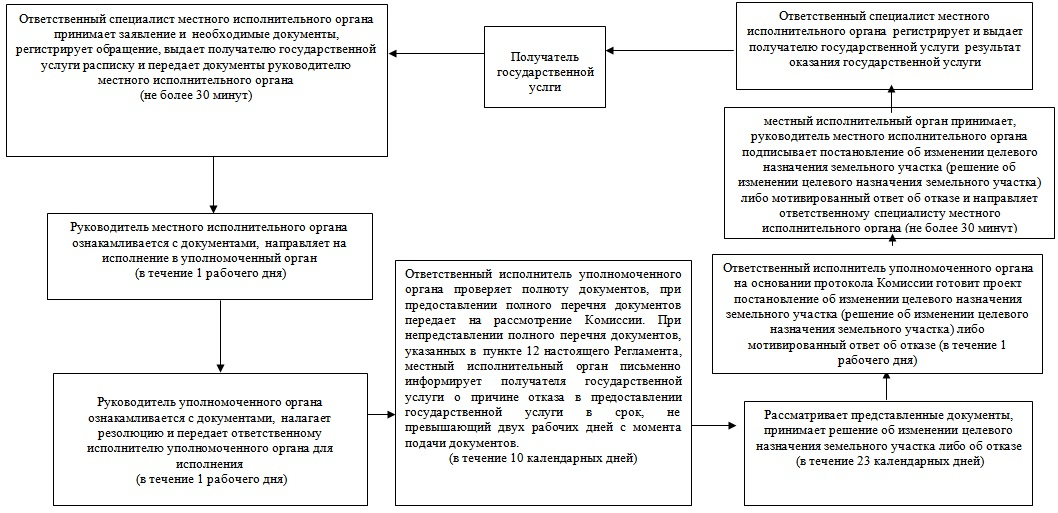 Ответственный специалист местного исполнительного органа
принимает заявление и необходимые документы,
регистрирует обращение, выдает получателю государственной
услуги расписку и передает документы руководителю
местного исполнительного органа
(не более 30 минут)
Получатель
государственной
услги
Ответственный специалист местного
исполнительного органа регистрирует и выдает
получателю государственной услуги результат
оказания государственной услуги
местный исполнительный орган принимает,
руководитель местного исполнительного органа
подписывает постановление об изменении целевого
назначения земельного участка (решение об
изменении целевого назначения земельного участка)
либо мотивированный ответ об отказе и направляет
ответственному специалисту местного
исполнительного органа (не более 30 минут)
Руководитель местного исполнительного органа
ознакамливается с документами, направляет на
исполнение в уполномоченный орган
(в течение 1 рабочего дня)
Ответственный исполнитель уполномоченного
органа проверяет полноту документов, при
предоставлении полного перечня документов
передает на рассмотрение Комиссии. При
непредставлении полного перечня документов,
указанных в пункте 12 настоящего Регламента,
местный исполнительный орган письменно
информирует получателя государственной
услуги о причине отказа в предоставлении
государственной услуги в срок, не
превышающий двух рабочих дней с момента
подачи документов.
(в течение 10 календарных дней)
Ответственный исполнитель уполномоченного органа
на основании протокола Комиссии готовит проект
постановление об изменении целевого назначения
земельного участка (решение об изменении целевого
назначения земельного участка) либо
мотивированный ответ об отказе (в течение 1
рабочего дня)
Руководитель уполномоченного органа
ознакамливается с документами, налагает
резолюцию и передает ответственному
исполнителю уполномоченного органа для
исполнения
(в течение 1 рабочего дня)
Рассматривает представленные документы,
принимает решение об изменении целевого
назначения земельного участка либо об отказе
(в течение 23 календарных дней)